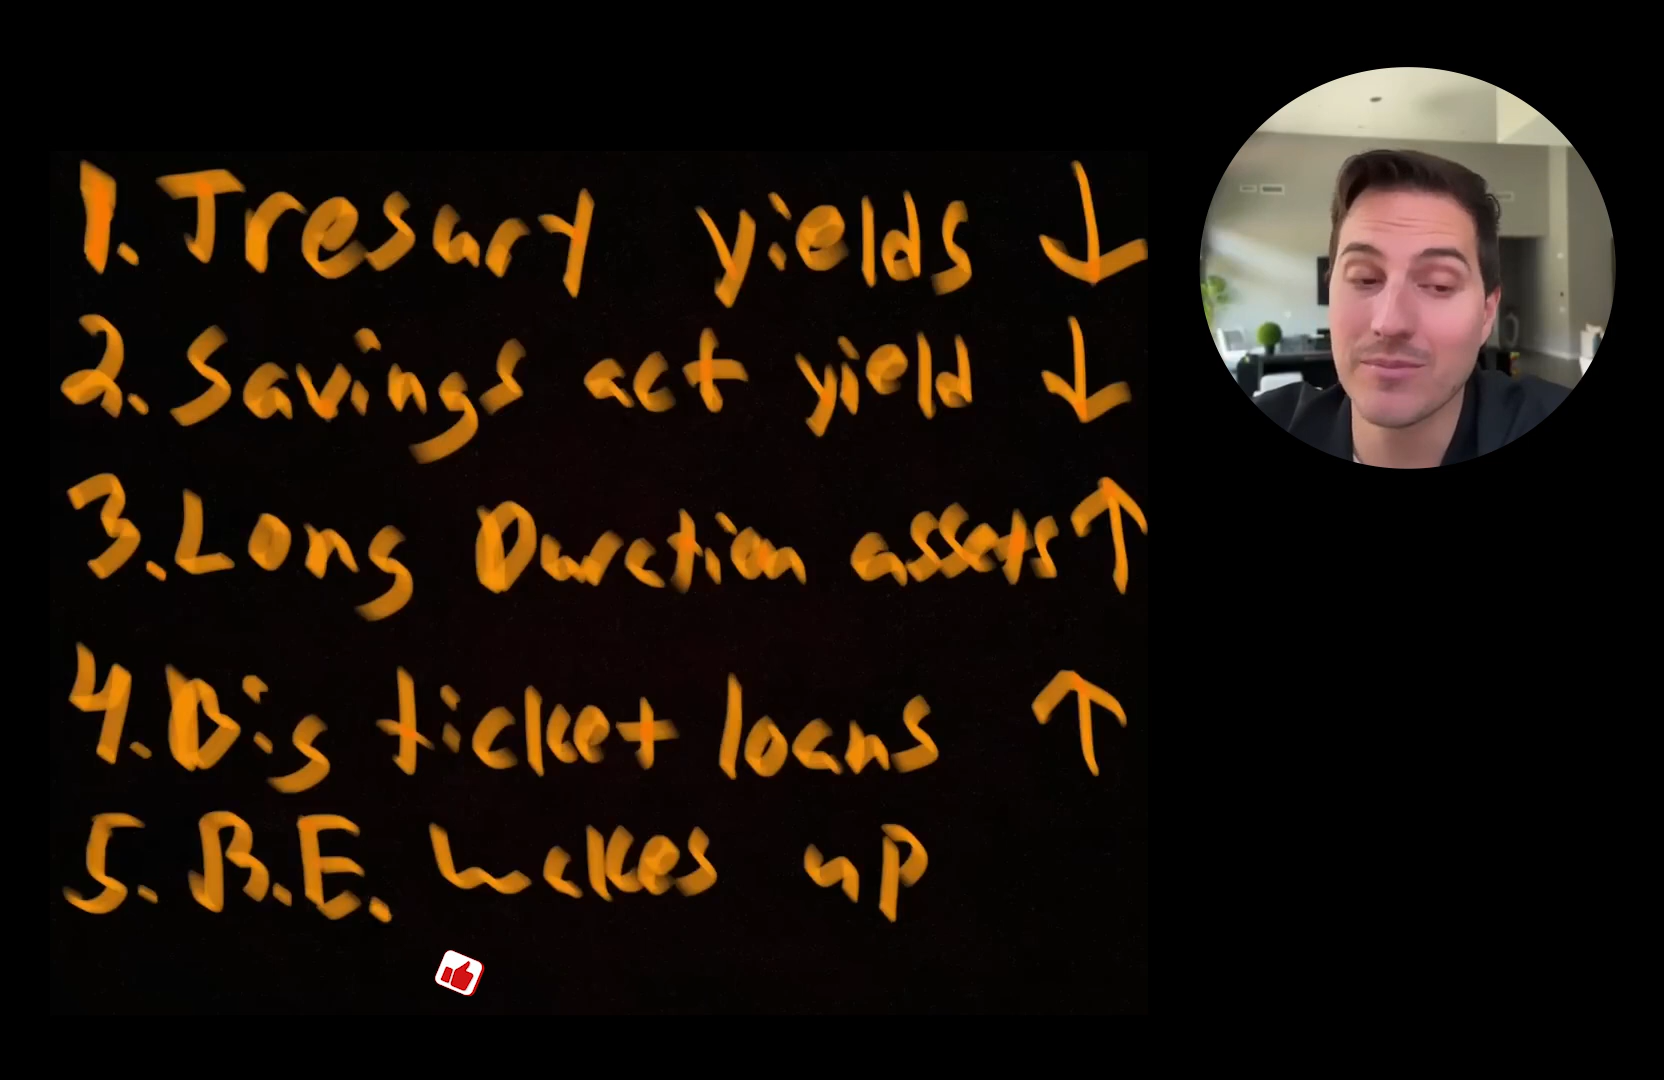 1. Tresury yields ↓
2. Savings act yield ↓
3. Long Duration assets ↑
4. Big ticket loans ↑
5. R.E. wakes up